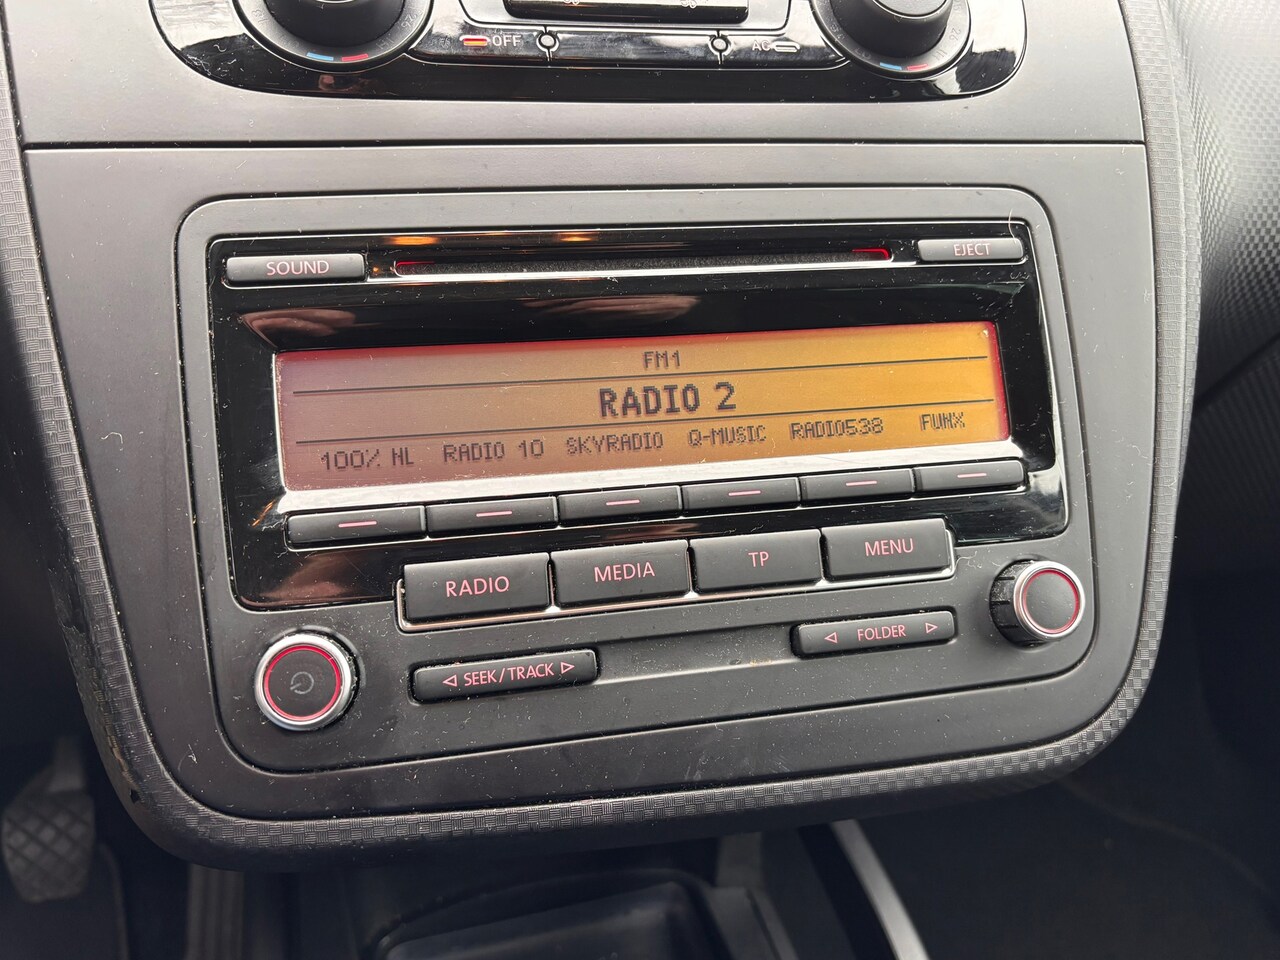 OFF
AC
SOUND
EJECT
FM1
RADIO 2
100% NL RADIO 10 SKYRADIO Q-MUSIC RADIO538 FUNX
RADIO MEDIA TP MENU
SEEK/TRACK
FOLDER